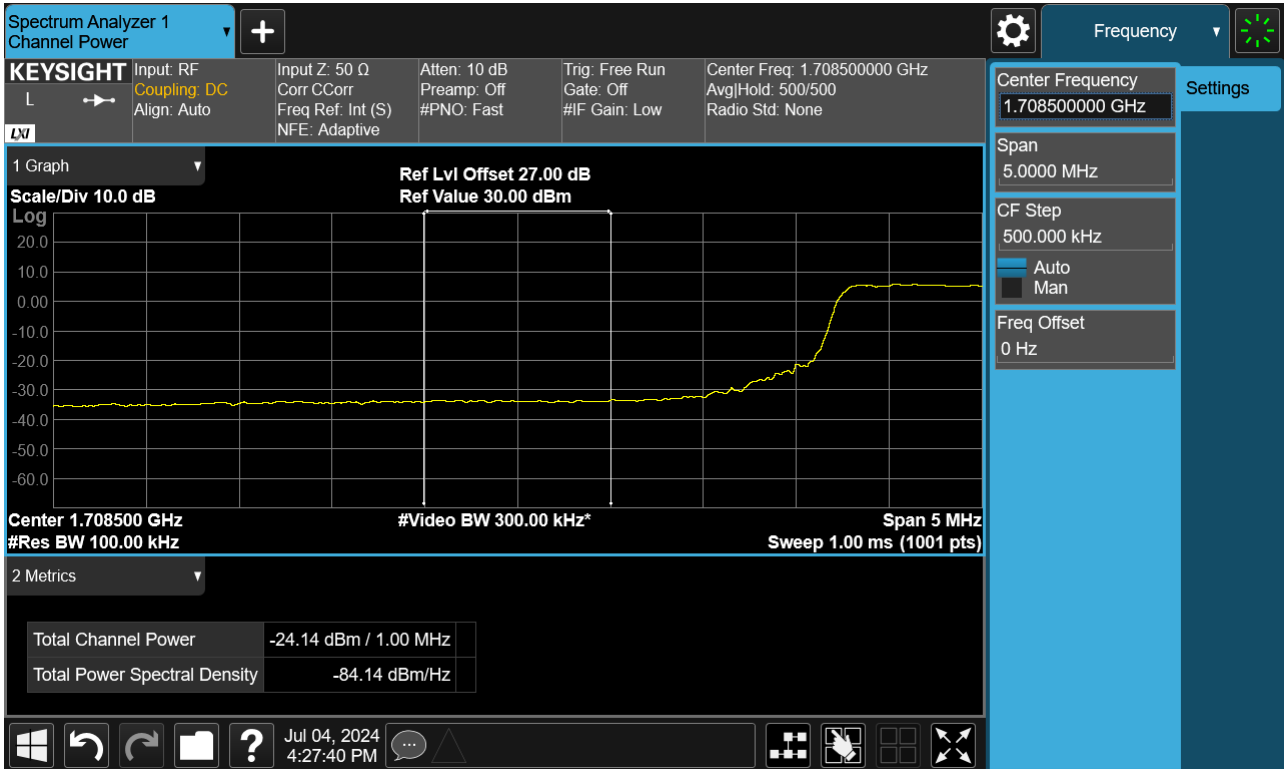 Spectrum Analyzer 1
Channel Power
Frequency
KEYSIGHT
L
LXI
Input: RF
Coupling: DC
Align: Auto
Input Z: 50 Ω
Corr CCorr
Freq Ref: Int (S)
NFE: Adaptive
Atten: 10 dB
Preamp: Off
#PNO: Fast
Trig: Free Run
Gate: Off
#IF Gain: Low
Center Freq: 1.708500000 GHz
Avg|Hold: 500/500
Radio Std: None
Center Frequency
1.708500000 GHz
Settings
Span
5.0000 MHz
CF Step
500.000 kHz
Auto
Man
Freq Offset
0 Hz
1 Graph
Scale/Div 10.0 dB
Ref Lvl Offset 27.00 dB
Ref Value 30.00 dBm
Log
20.0
10.0
0.00
-10.0
-20.0
-30.0
-40.0
-50.0
-60.0
Center 1.708500 GHz
#Video BW 300.00 kHz*
Span 5 MHz
#Res BW 100.00 kHz
Sweep 1.00 ms (1001 pts)
2 Metrics
Total Channel Power -24.14 dBm / 1.00 MHz
Total Power Spectral Density -84.14 dBm/Hz
?
Jul 04, 2024
4:27:40 PM